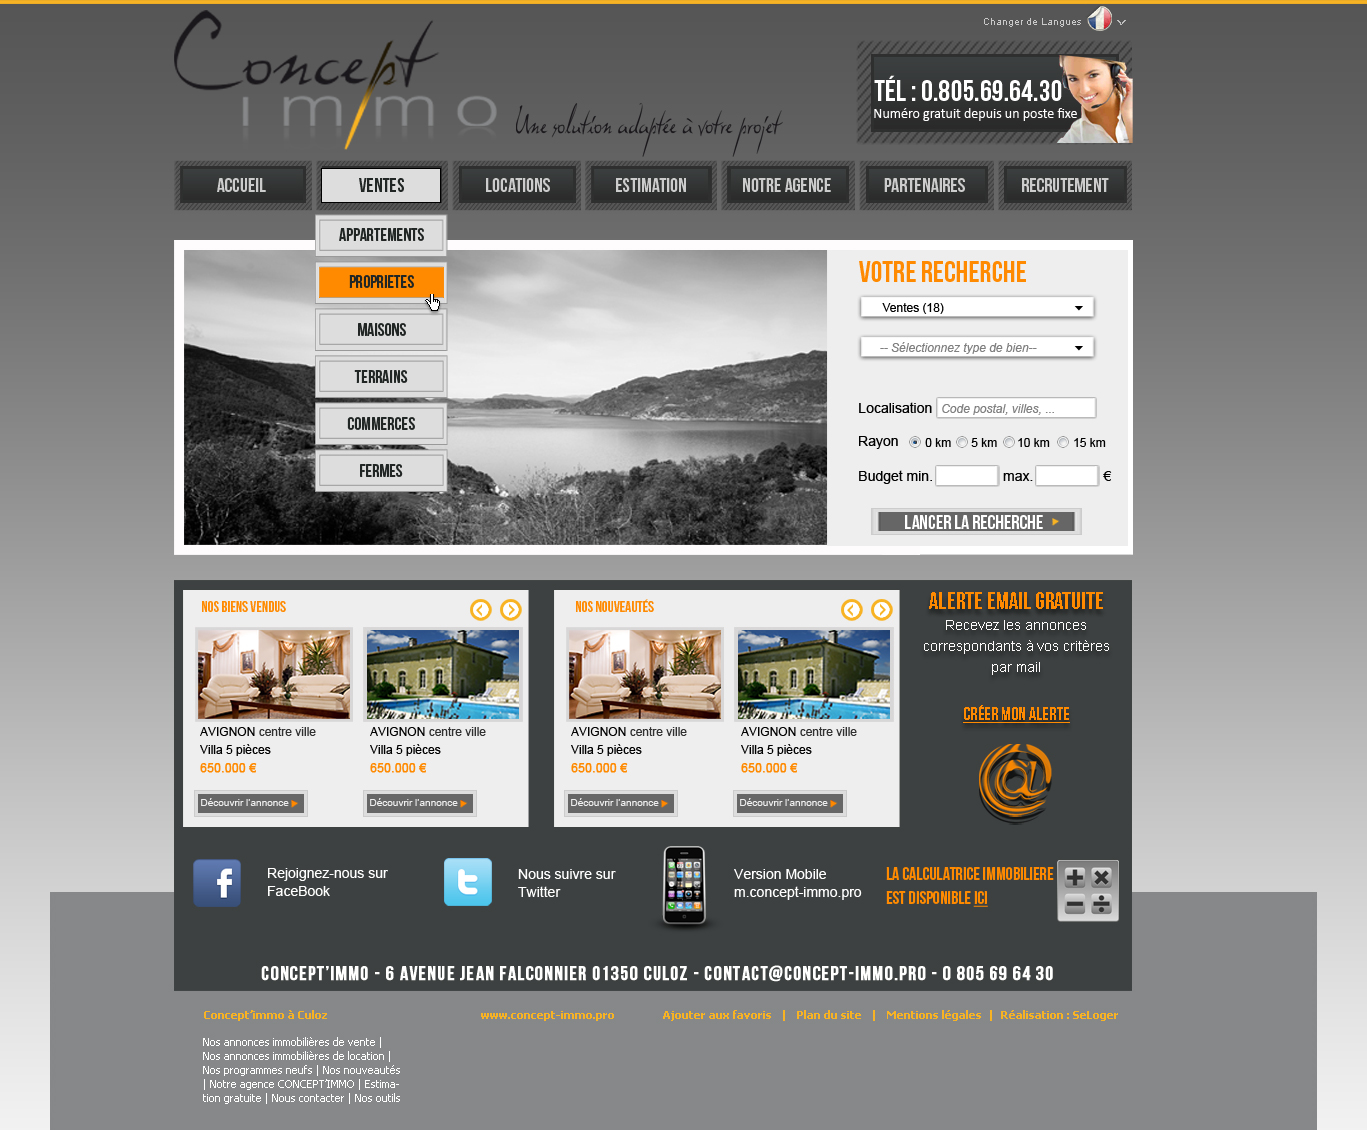 Changer de Langues
Concept
immo
Une solution adaptée à votre projet
TÉL : 0.805.69.64.30
Numéro gratuit depuis un poste fixe
ACCUEIL
VENTES
LOCATIONS
ESTIMATION
NOTRE AGENCE
PARTENAIRES
RECRUTEMENT
APPARTEMENTS
PROPRIETES
MAISONS
TERRAINS
COMMERCES
FERMES
VOTRE RECHERCHE
Ventes (18)
-- Sélectionnez type de bien--
Localisation Code postal, villes, ...
Rayon 0 km 5 km 10 km 15 km
Budget min. max. €
LANCER LA RECHERCHE
NOS BIENS VENDUS
AVIGNON centre ville
Villa 5 pièces
650.000 €
Découvrir l'annonce
AVIGNON centre ville
Villa 5 pièces
650.000 €
Découvrir l'annonce
NOS NOUVEAUTÉS
AVIGNON centre ville
Villa 5 pièces
650.000 €
Découvrir l'annonce
AVIGNON centre ville
Villa 5 pièces
650.000 €
Découvrir l'annonce
ALERTE EMAIL GRATUITE
Recevez les annonces
correspondants à vos critères
par mail
CRÉER MON ALERTE
@
f
Rejoignez-nous sur
FaceBook
t
Nous suivre sur
Twitter
Version Mobile
m.concept-immo.pro
LA CALCULATRICE IMMOBILIERE
EST DISPONIBLE ICI
CONCEPT'IMMO - 6 AVENUE JEAN FALCONNIER 01350 CULOZ - CONTACT@CONCEPT-IMMO.PRO - 0 805 69 64 30
Concept'immo à Culoz
www.concept-immo.pro
Ajouter aux favoris | Plan du site | Mentions légales | Réalisation : SeLoger
Nos annonces immobilières de vente |
Nos annonces immobilières de location |
Nos programmes neufs | Nos nouveautés
| Notre agence CONCEPT'IMMO | Estima-
tion gratuite | Nous contacter | Nos outils